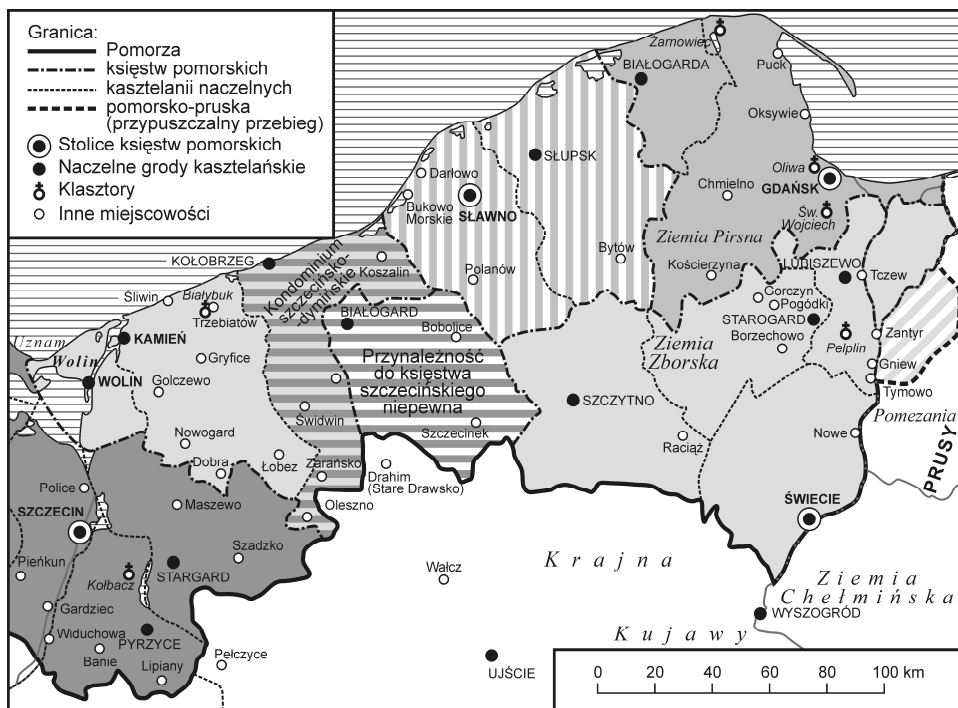 Granica:
Pomorza
księstw pomorskich
kasztelanii naczelnych
pomorsko-pruska
(przypuszczalny przebieg)
Stolice księstw pomorskich
Naczelne grody kasztelańskie
Klasztory
Inne miejscowości
Żarnowiec
BIAŁOGARDA
Puck
Oksywie
Oliwa
GDAŃSK
Chmielno
Św.
Wojciech
Ziemia Pirsna
Kościerzyna
LUBISZEWO
Tczew
Gorczyn
Pogódki
STAROGARD
Borzechowo
Pelplin
Zantyr
Gniew
Tymowo
Pomezania
PRUSY
Nowe
ŚWIECIE
SŁUPSK
Darłowo
Bukowo
Morskie
SŁAWNO
Polanów
Bytów
KOŁOBRZEG
Koszalin
Kondominium
szczecińsko-
-dymińskie
BIAŁOGARD
Bobolice
Przynależność
do księstwa
szczecińskiego
niepewna
Szczecinek
Śliwin
Białybuk
Trzebiatów
Uznam
Wolin
KAMIEŃ
WOLIN
Gryfice
Golczewo
Nowogard
Dobra
Łobez
Świdwin
Żarańsko
Oleszno
Drahim
(Stare Drawsko)
Ziemia
Zborska
SZCZYTNO
Raciąż
Police
SZCZECIN
Maszewo
Szadzko
STARGARD
Pieńkun
Kołbacz
Gardziec
Widuchowa
Banie
PYRZYCE
Lipiany
Pełczyce
Wałcz
UJŚCIE
Krajna
Kujawy
Ziemia
Chełmińska
WYSZOGRÓD
0 20 40 60 80 100 km